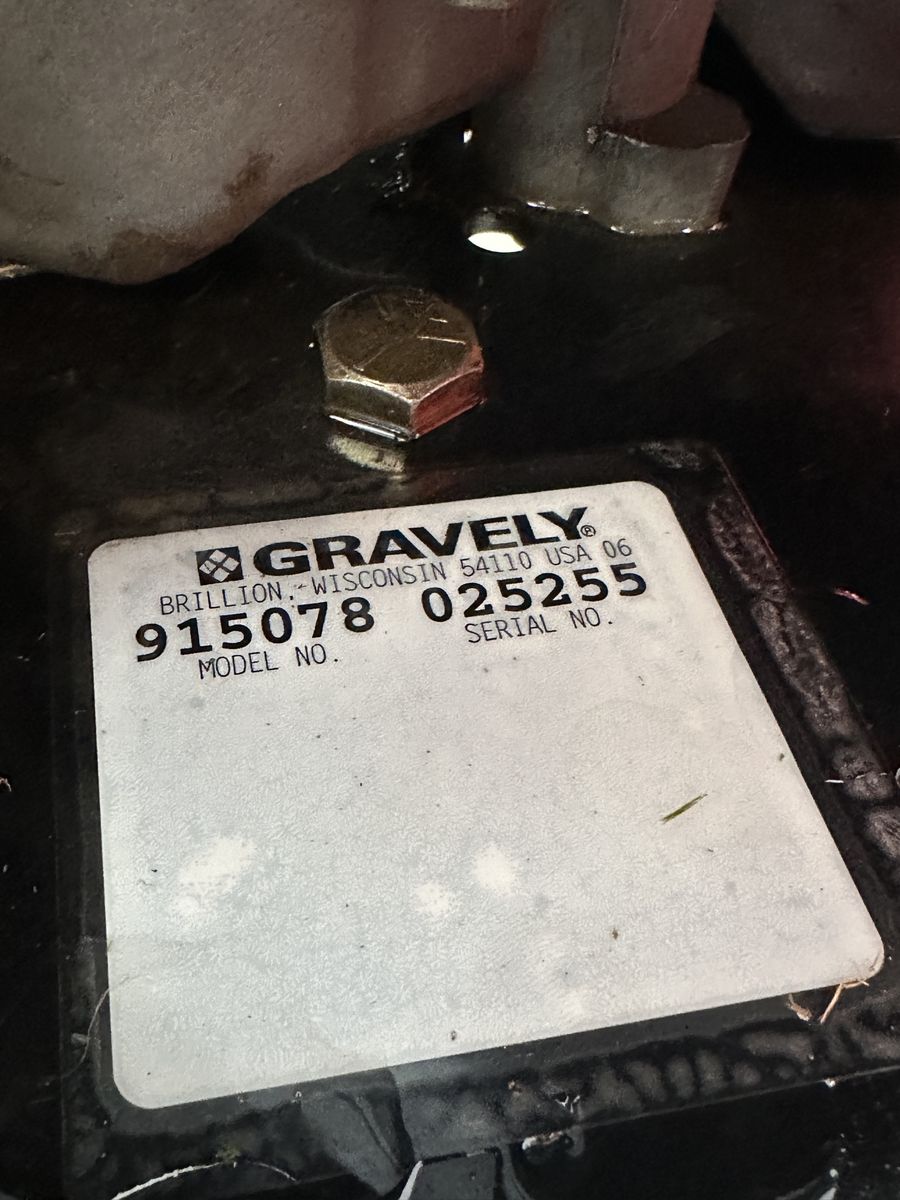 GRAVELY®
BRILLION, WISCONSIN 54110 USA 06
915078 025255
MODEL NO. SERIAL NO.